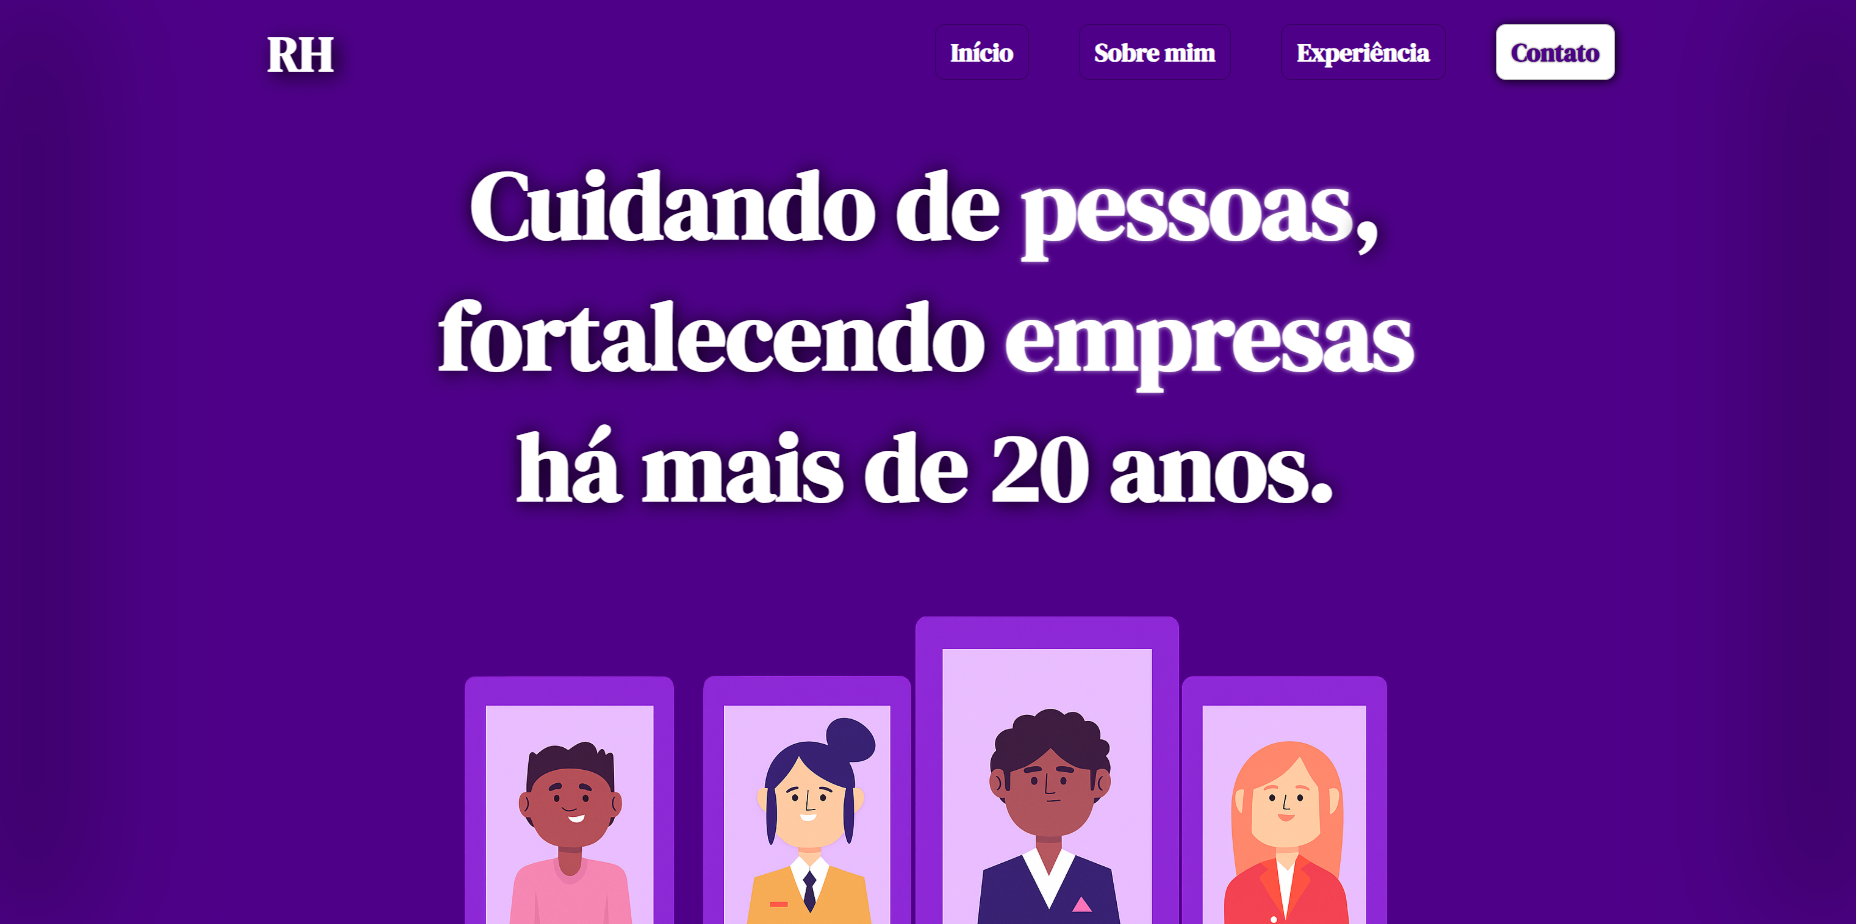 RH
Início
Sobre mim
Experiência
Contato
Cuidando de pessoas,
fortalecendo empresas
há mais de 20 anos.